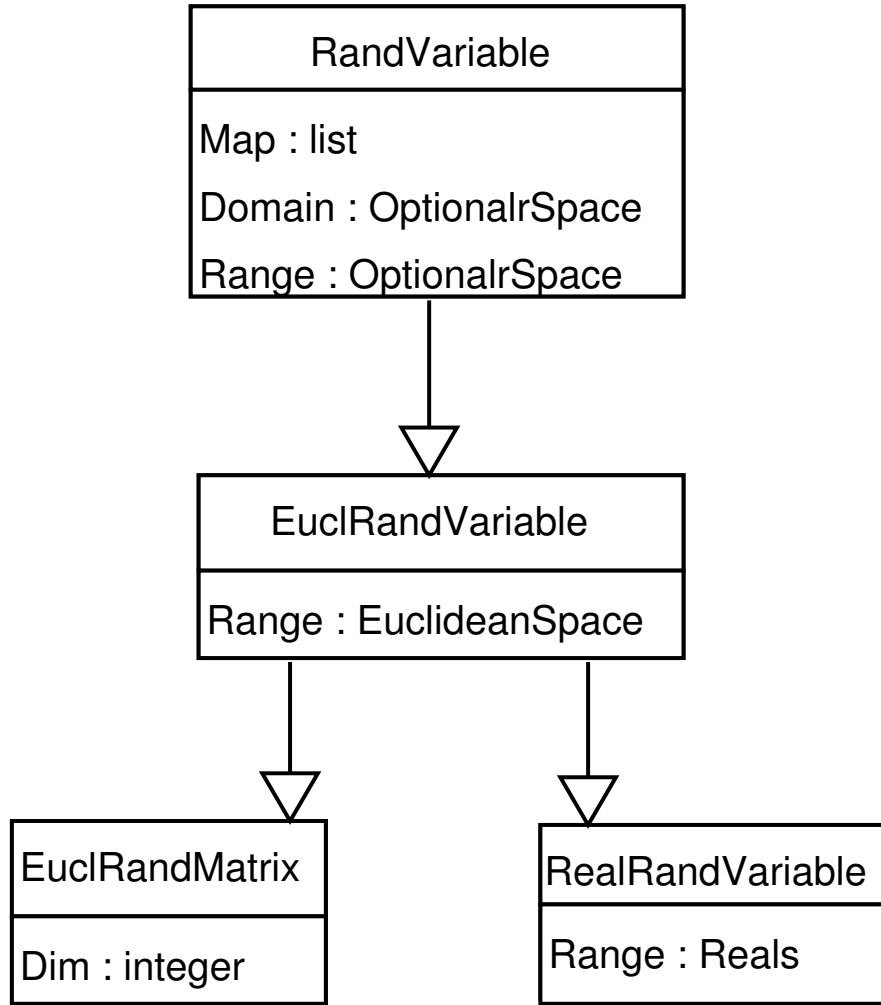 RandVariable
Map : list
Domain : OptionalrSpace
Range : OptionalrSpace
EuclRandVariable
Range : EuclideanSpace
EuclRandMatrix
Dim : integer
RealRandVariable
Range : Reals